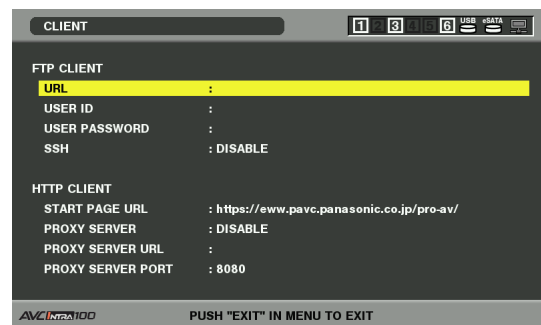 CLIENT
1 2 3 4 5 6 USB eSATA
FTP CLIENT
URL :
USER ID :
USER PASSWORD :
SSH : DISABLE
HTTP CLIENT
START PAGE URL : https://eww.pavc.panasonic.co.jp/pro-av/
PROXY SERVER : DISABLE
PROXY SERVER URL :
PROXY SERVER PORT : 8080
AVC INTRA 100 PUSH "EXIT" IN MENU TO EXIT